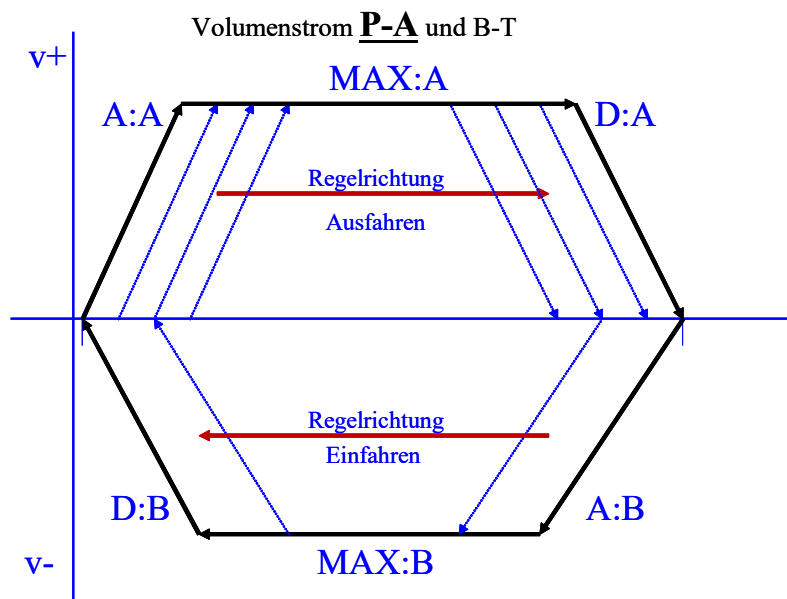 Volumenstrom P-A und B-T
v+
MAX:A
A:A
D:A
Regelrichtung
Ausfahren
Regelrichtung
Einfahren
D:B
A:B
MAX:B
v-